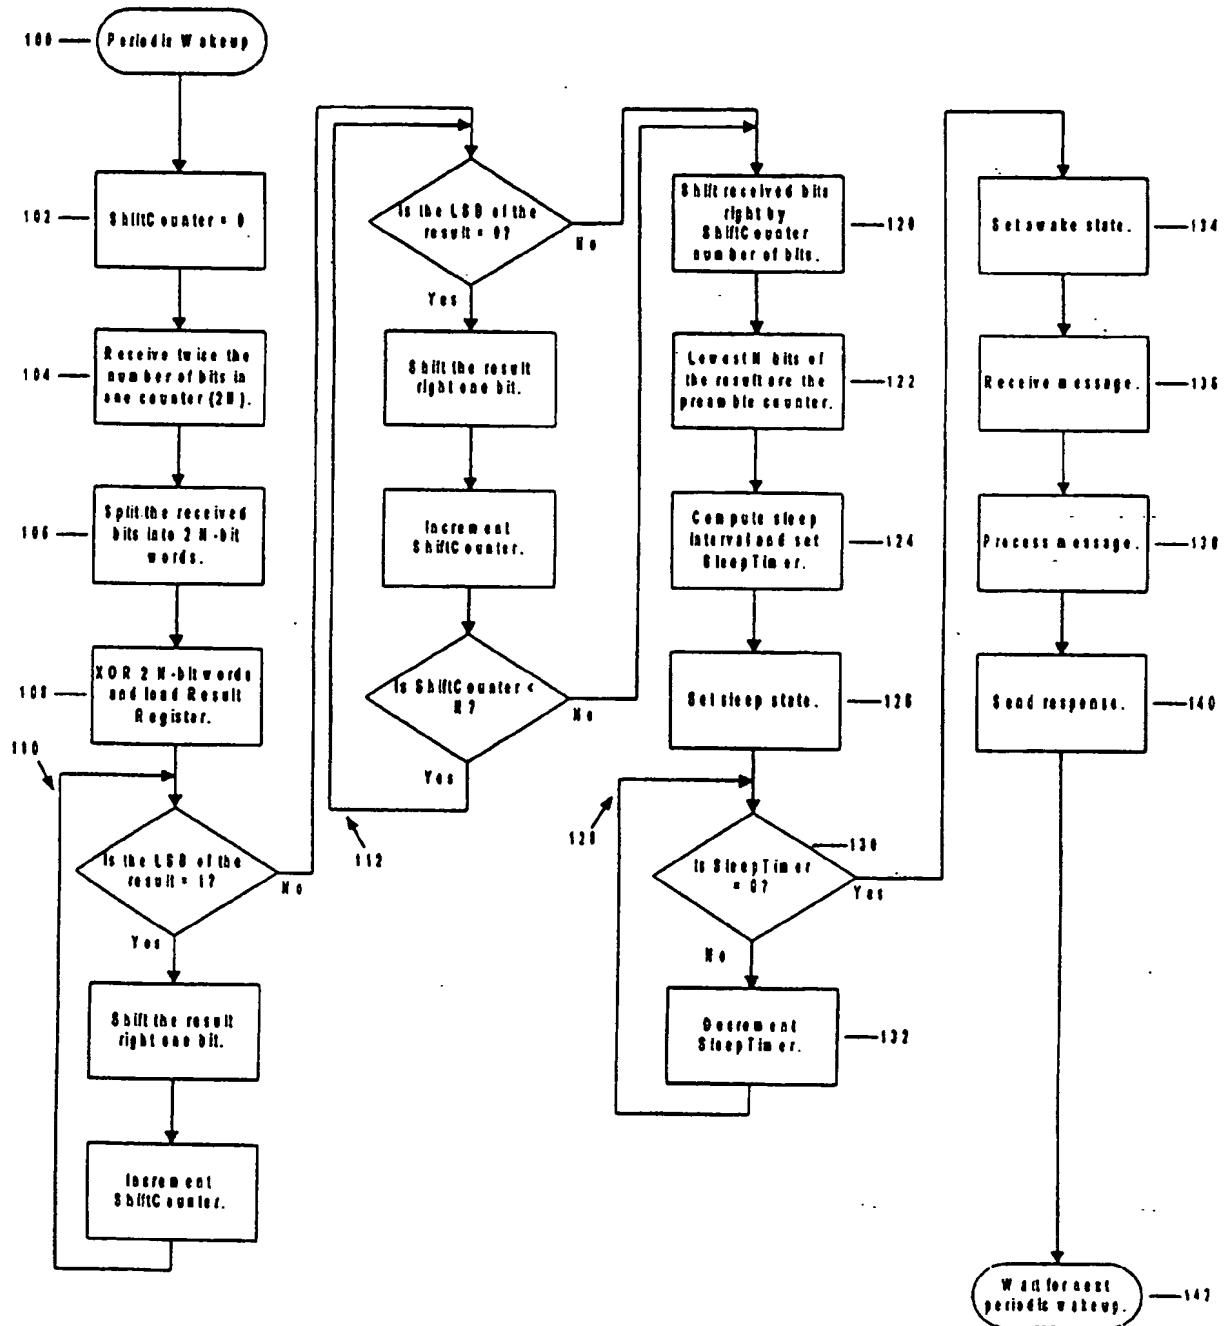 100
Periodic Wakeup
102
ShiftCounter = 0
104
Receive twice the
number of bits in
one counter (2N).
106
Split the received
bits into 2 N-bit
words.
108
XOR 2 N-bit words
and load Result
Register.
110
Is the LSB of the
result = 1?
No
Yes
Shift the result
right one bit.
Increment
ShiftCounter.
Is the LSB of the
result = 0?
No
Yes
Shift the result
right one bit.
Increment
ShiftCounter.
Is ShiftCounter <
N?
No
Yes
112
Shift received bits
right by
ShiftCounter
number of bits.
120
Lowest N bits of
the result are the
preamble counter.
122
Compute sleep
interval and set
SleepTimer.
124
Set sleep state.
126
128
130
Is SleepTimer
= 0?
Yes
No
Decrement
SleepTimer.
132
Set awake state.
134
Receive message.
136
Process message.
138
Send response.
140
Wait for next
periodic wakeup.
142